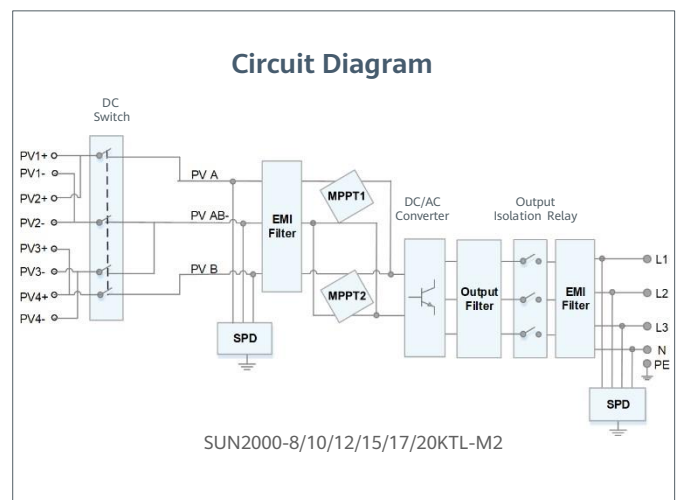 Circuit Diagram
DC
Switch
PV1+
PV1-
PV2+
PV2-
PV3+
PV3-
PV4+
PV4-
PV A
PV AB-
PV B
EMI
Filter
SPD
MPPT1
MPPT2
DC/AC
Converter
Output
Filter
Output
Isolation Relay
EMI
Filter
L1
L2
L3
N
PE
SPD
SUN2000-8/10/12/15/17/20KTL-M2